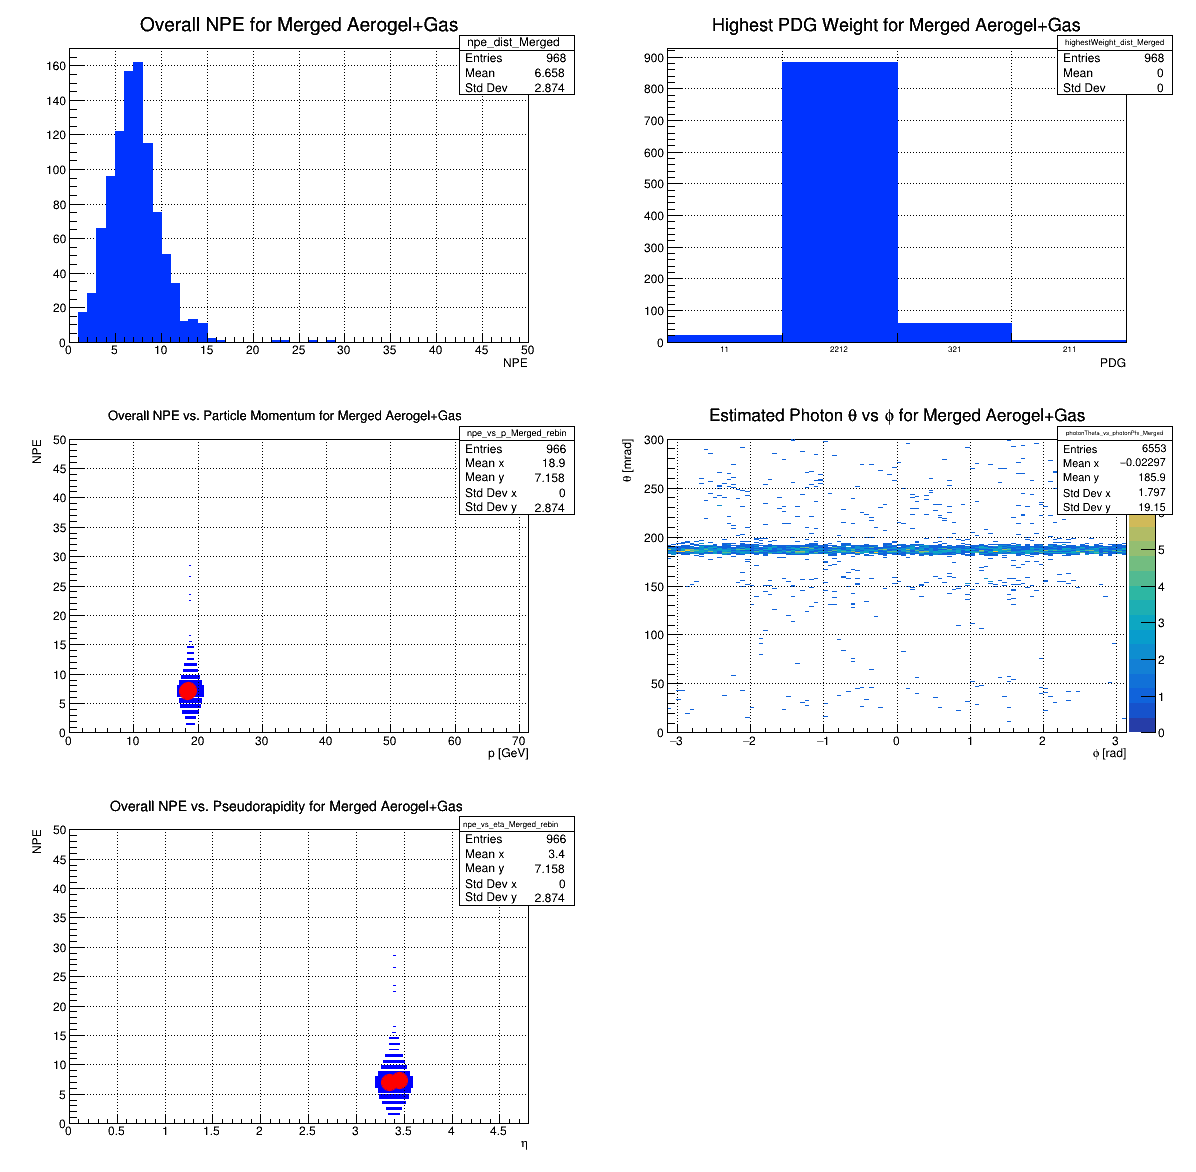 Overall NPE for Merged Aerogel+Gas
npe_dist_Merged
Entries 968
Mean 6.658
Std Dev 2.874
160
140
120
100
80
60
40
20
0
0 5 10 15 20 25 30 35 40 45 50
NPE
Highest PDG Weight for Merged Aerogel+Gas
highestWeight_dist_Merged
Entries 968
Mean 0
Std Dev 0
900
800
700
600
500
400
300
200
100
0
11 2212 321 211
PDG
Overall NPE vs. Particle Momentum for Merged Aerogel+Gas
NPE
npe_vs_p_Merged_rebin
Entries 966
Mean x 18.9
Mean y 7.158
Std Dev x 0
Std Dev y 2.874
50
45
40
35
30
25
20
15
10
5
0
0 10 20 30 40 50 60 70
p [GeV]
Estimated Photon θ vs ϕ for Merged Aerogel+Gas
θ [mrad]
photonTheta_vs_photonPhi_Merged
Entries 6553
Mean x −0.02297
Mean y 185.9
Std Dev x 1.797
Std Dev y 19.15
300
250
200
150
100
50
0
−3 −2 −1 0 1 2 3
ϕ [rad]
5
4
3
2
1
0
Overall NPE vs. Pseudorapidity for Merged Aerogel+Gas
NPE
npe_vs_eta_Merged_rebin
Entries 966
Mean x 3.4
Mean y 7.158
Std Dev x 0
Std Dev y 2.874
50
45
40
35
30
25
20
15
10
5
0
0 0.5 1 1.5 2 2.5 3 3.5 4 4.5
η